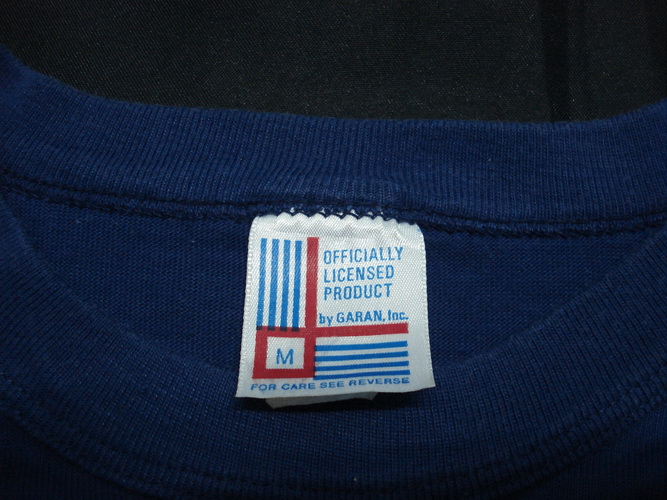 OFFICIALLY
LICENSED
PRODUCT
by GARAN, Inc.
M
FOR CARE SEE REVERSE